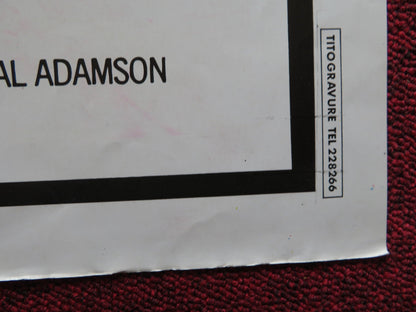 AL ADAMSON
TITOGRAVURE TEL 228266